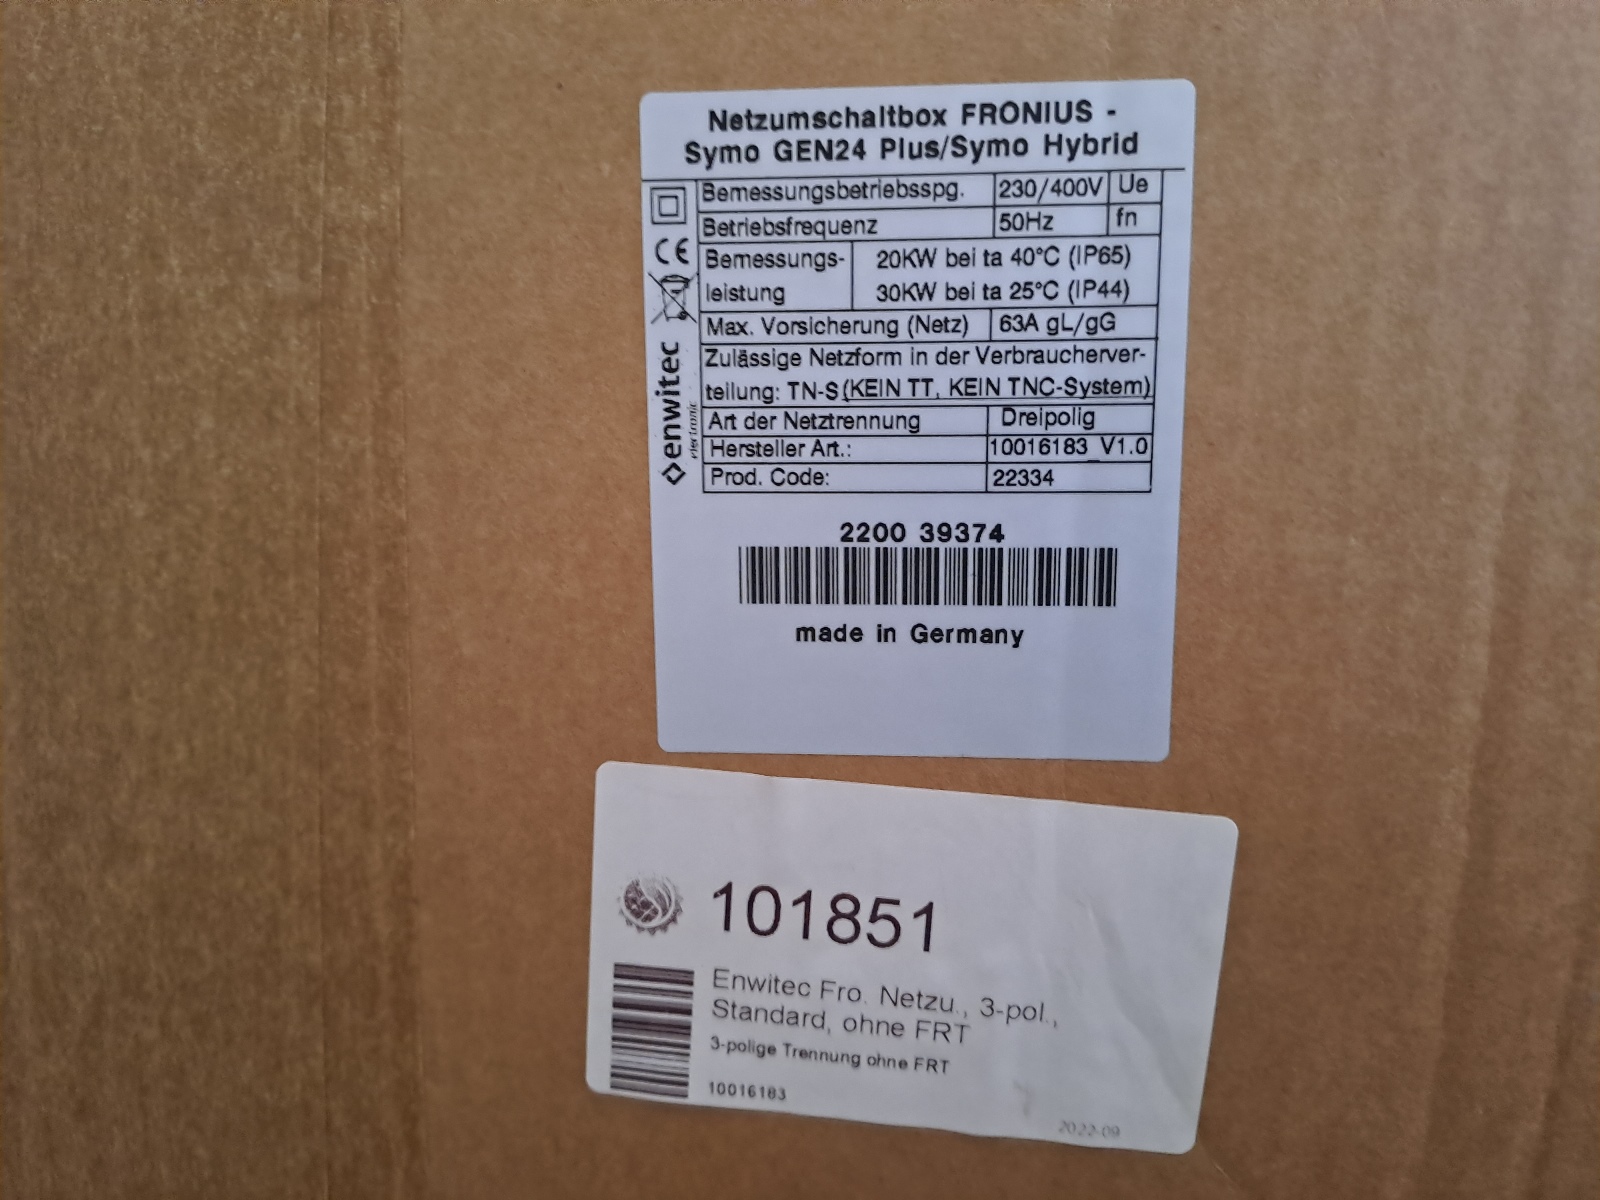 Netzumschaltbox FRONIUS -
Symo GEN24 Plus/Symo Hybrid
Bemessungsbetriebsspg. 230/400V Ue
Betriebsfrequenz 50Hz fn
CE
Bemessungs- 20KW bei ta 40°C (IP65)
leistung 30KW bei ta 25°C (IP44)
Max. Vorsicherung (Netz) 63A gL/gG
Zulässige Netzform in der Verbraucherver-
teilung: TN-S (KEIN TT, KEIN TNC-System)
Art der Netztrennung Dreipolig
Hersteller Art.: 10016183_V1.0
Prod. Code: 22334
enwitec
electronic
2200 39374
made in Germany
101851
Enwitec Fro. Netzu., 3-pol.,
Standard, ohne FRT
3-polige Trennung ohne FRT
10016183
2022-09